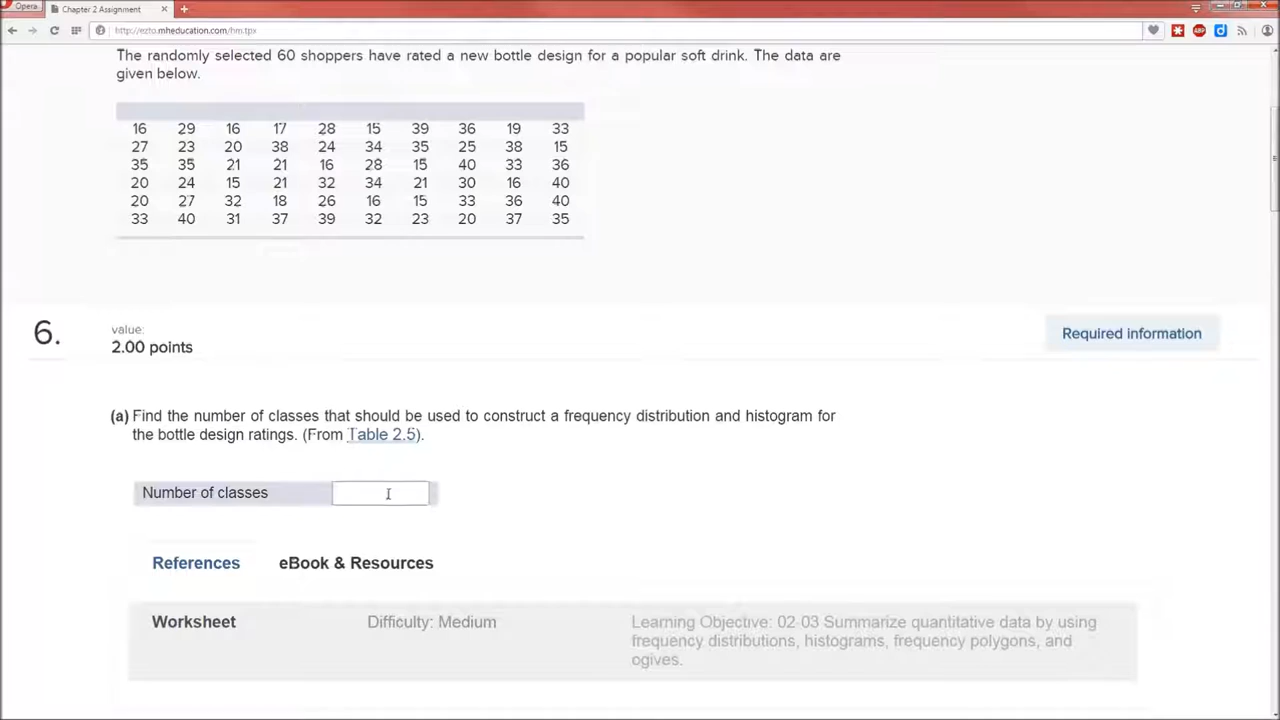 Opera
Chapter 2 Assignment
http://ezto.mheducation.com/hm.tpx
The randomly selected 60 shoppers have rated a new bottle design for a popular soft drink. The data are
given below.
16 29 16 17 28 15 39 36 19 33
27 23 20 38 24 34 35 25 38 15
35 35 21 21 16 28 15 40 33 36
20 24 15 21 32 34 21 30 16 40
20 27 32 18 26 16 15 33 36 40
33 40 31 37 39 32 23 20 37 35
6.
value:
2.00 points
Required information
(a) Find the number of classes that should be used to construct a frequency distribution and histogram for
the bottle design ratings. (From Table 2.5).
Number of classes
References eBook & Resources
Worksheet Difficulty: Medium Learning Objective: 02-03 Summarize quantitative data by using
frequency distributions, histograms, frequency polygons, and
ogives.